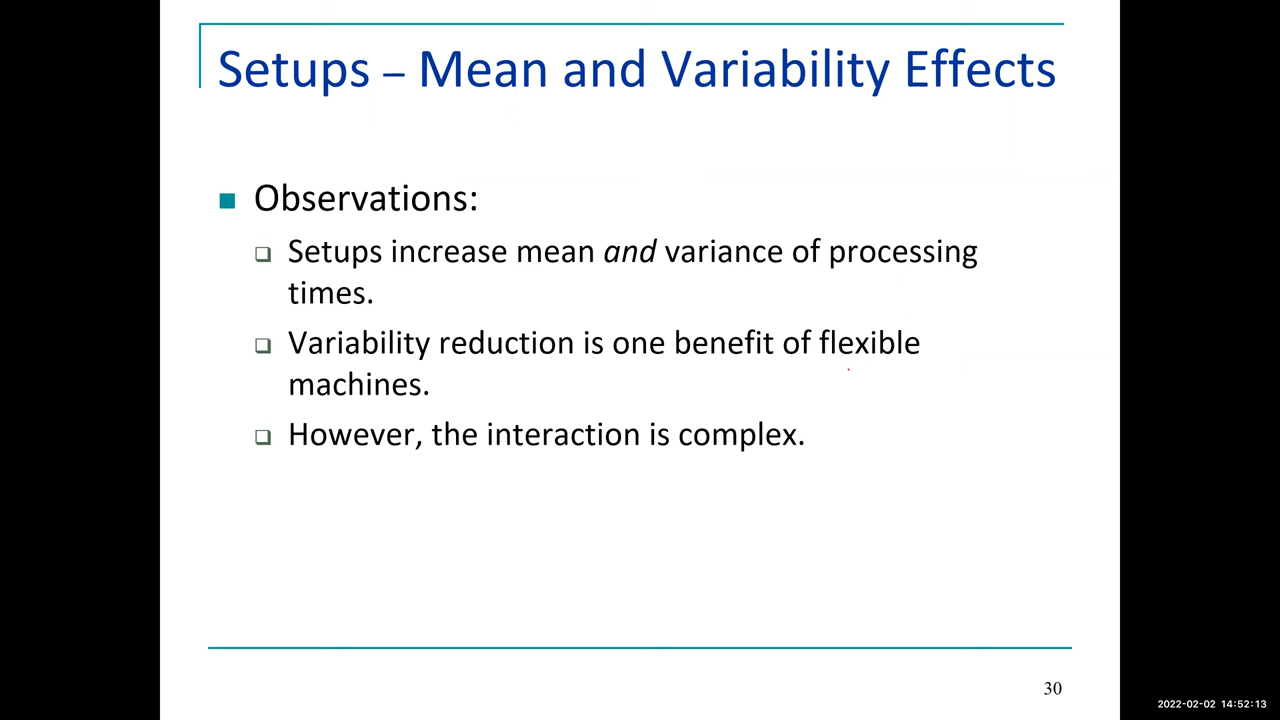 Setups – Mean and Variability Effects
Observations:
Setups increase mean and variance of processing
times.
Variability reduction is one benefit of flexible
machines.
However, the interaction is complex.
30
2022-02-02 14:52:13